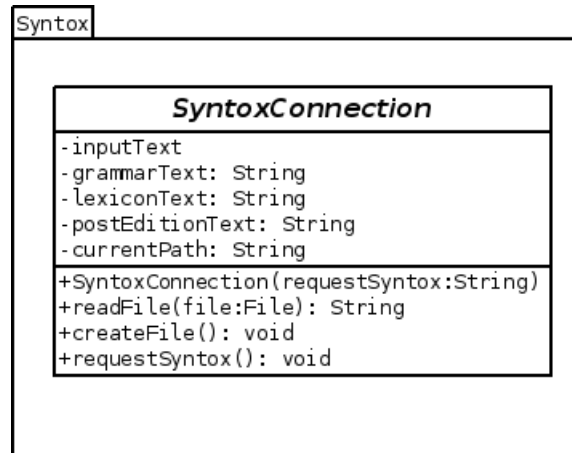 Syntox
SyntoxConnection
-inputText
-grammarText: String
-lexiconText: String
-postEditionText: String
-currentPath: String
+SyntoxConnection(requestSyntox:String)
+readFile(file:File): String
+createFile(): void
+requestSyntox(): void